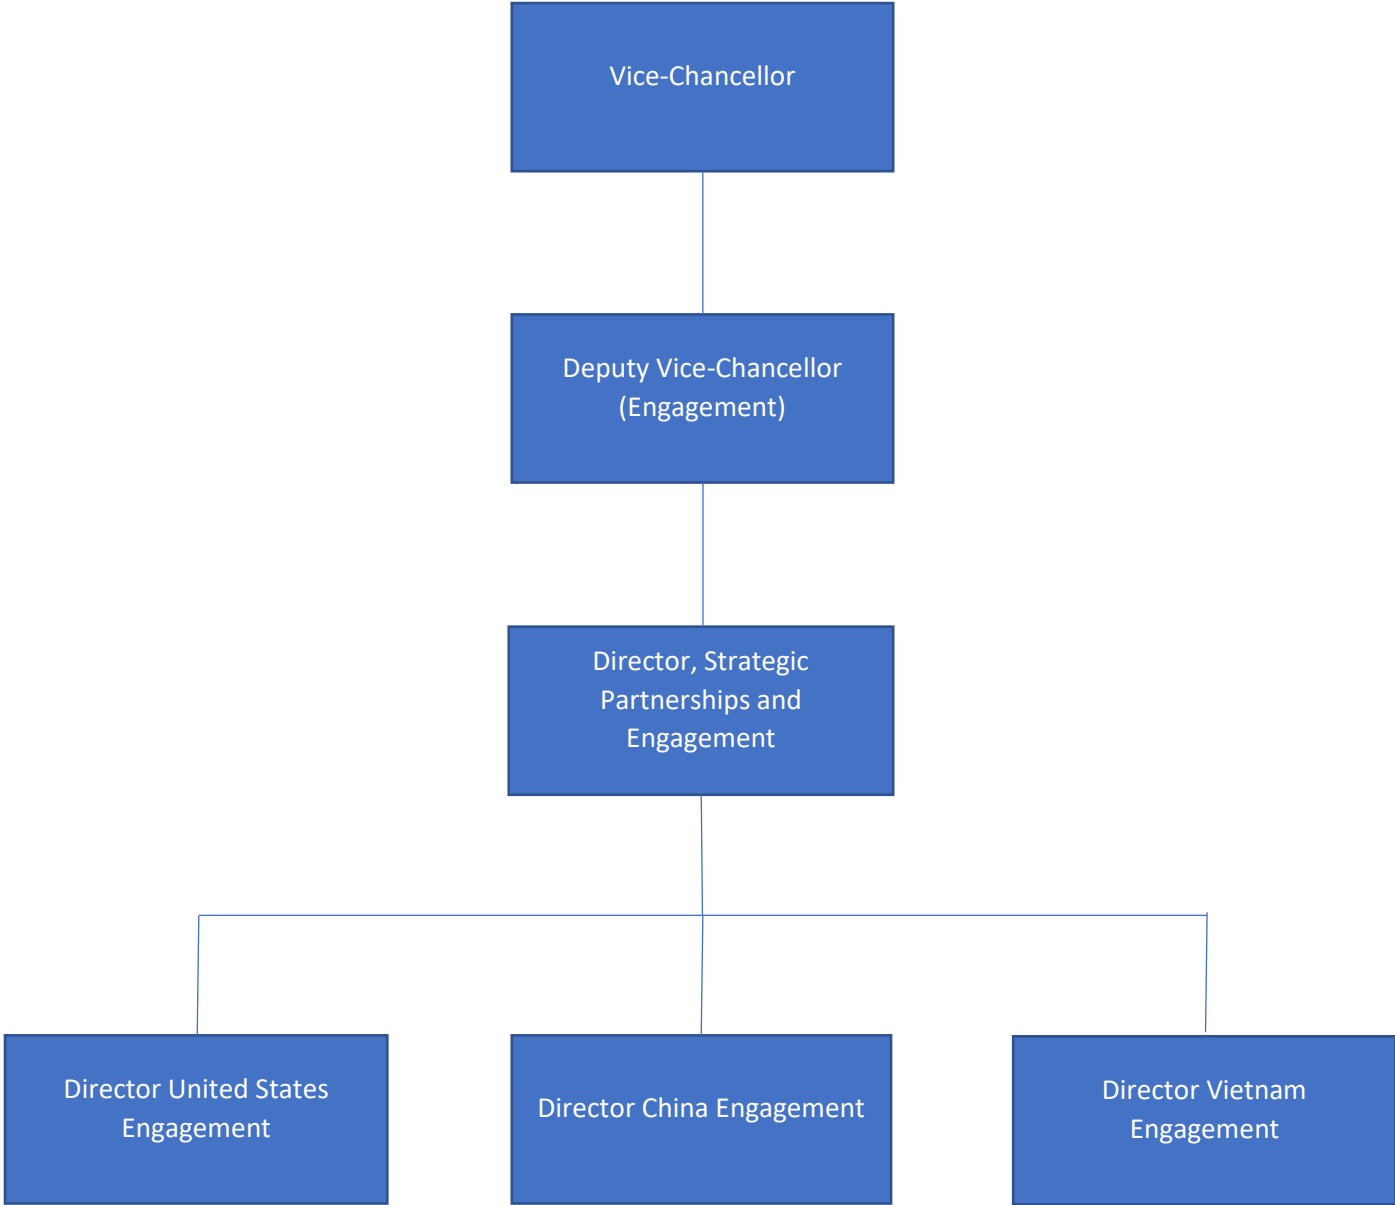 Vice-Chancellor
Deputy Vice-Chancellor
(Engagement)
Director, Strategic
Partnerships and
Engagement
Director United States
Engagement
Director China Engagement
Director Vietnam
Engagement